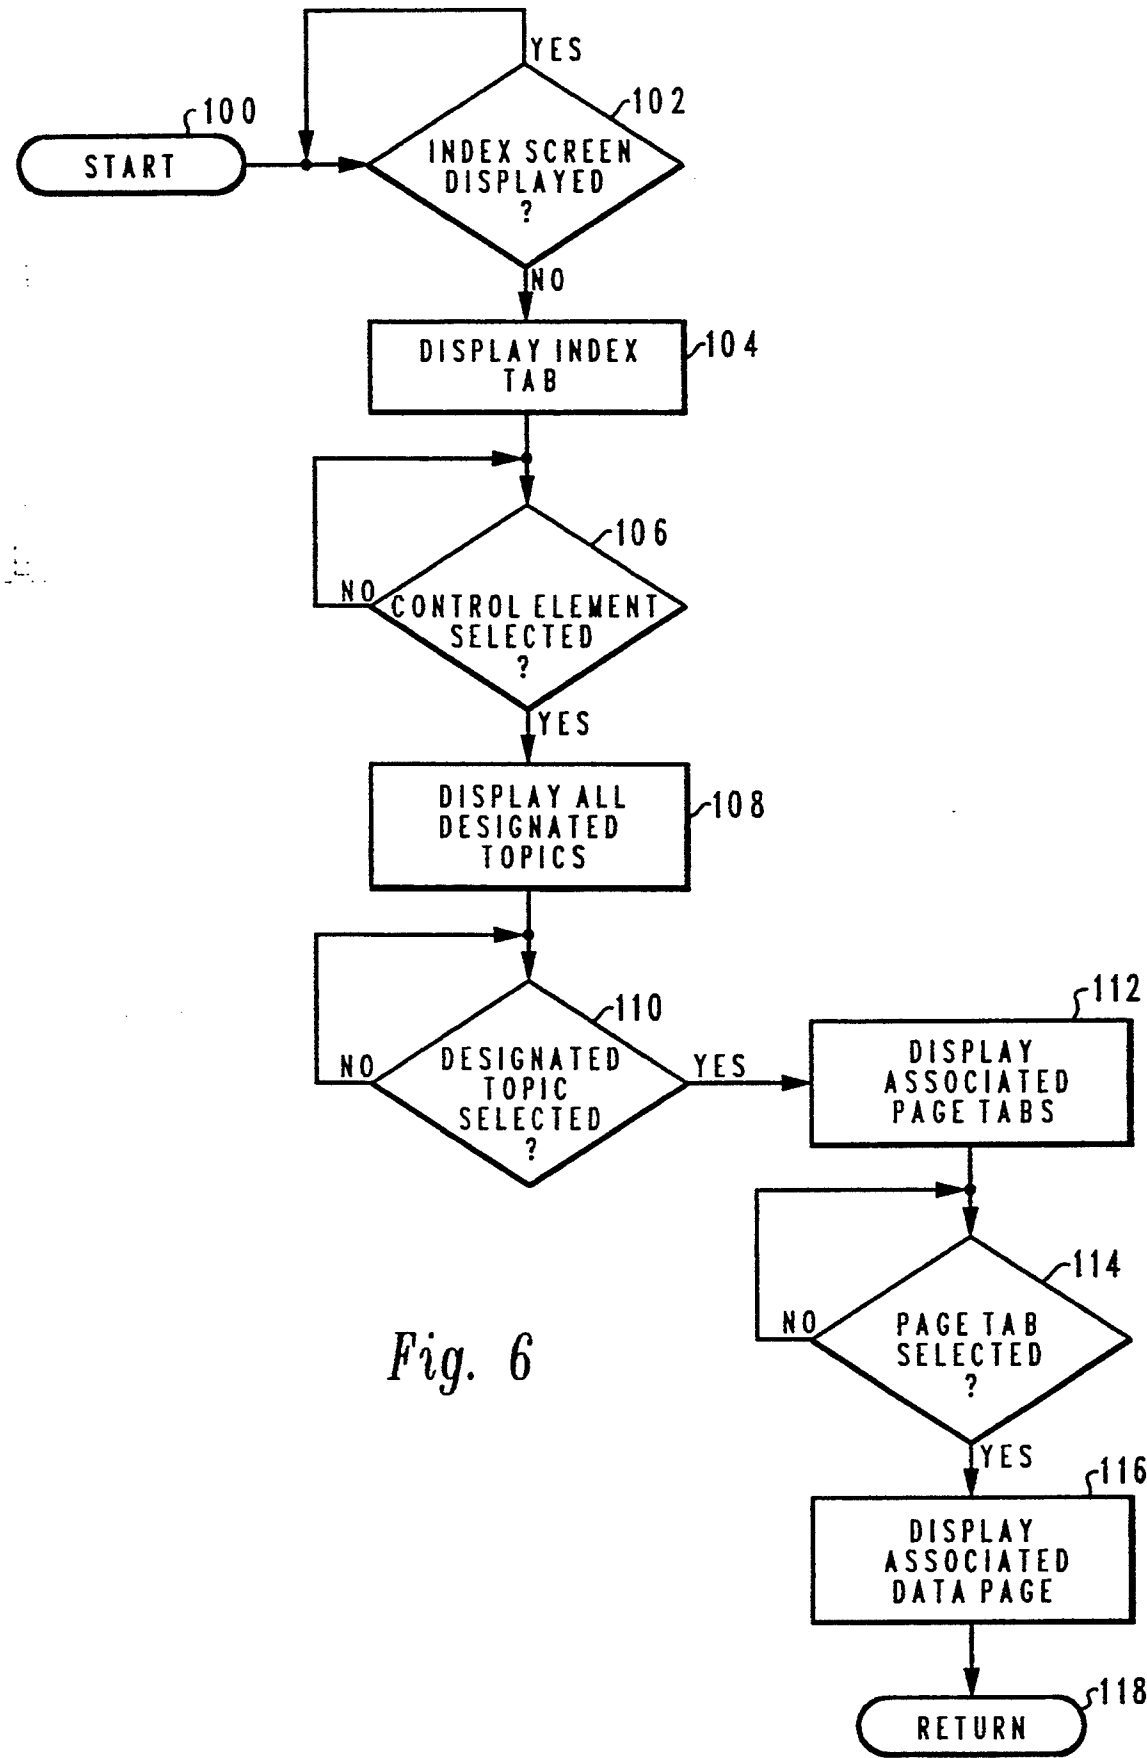 YES
102
100
START
INDEX SCREEN
DISPLAYED
?
NO
DISPLAY INDEX
TAB
104
106
NO
CONTROL ELEMENT
SELECTED
?
YES
DISPLAY ALL
DESIGNATED
TOPICS
108
110
NO
DESIGNATED
TOPIC
SELECTED
?
YES
112
DISPLAY
ASSOCIATED
PAGE TABS
114
NO
PAGE TAB
SELECTED
?
YES
Fig. 6
116
DISPLAY
ASSOCIATED
DATA PAGE
118
RETURN